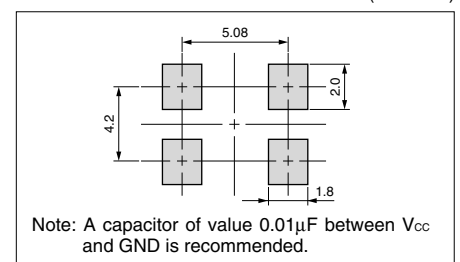 5.08
4.2
2.0
1.8
Note: A capacitor of value 0.01μF between Vcc
and GND is recommended.